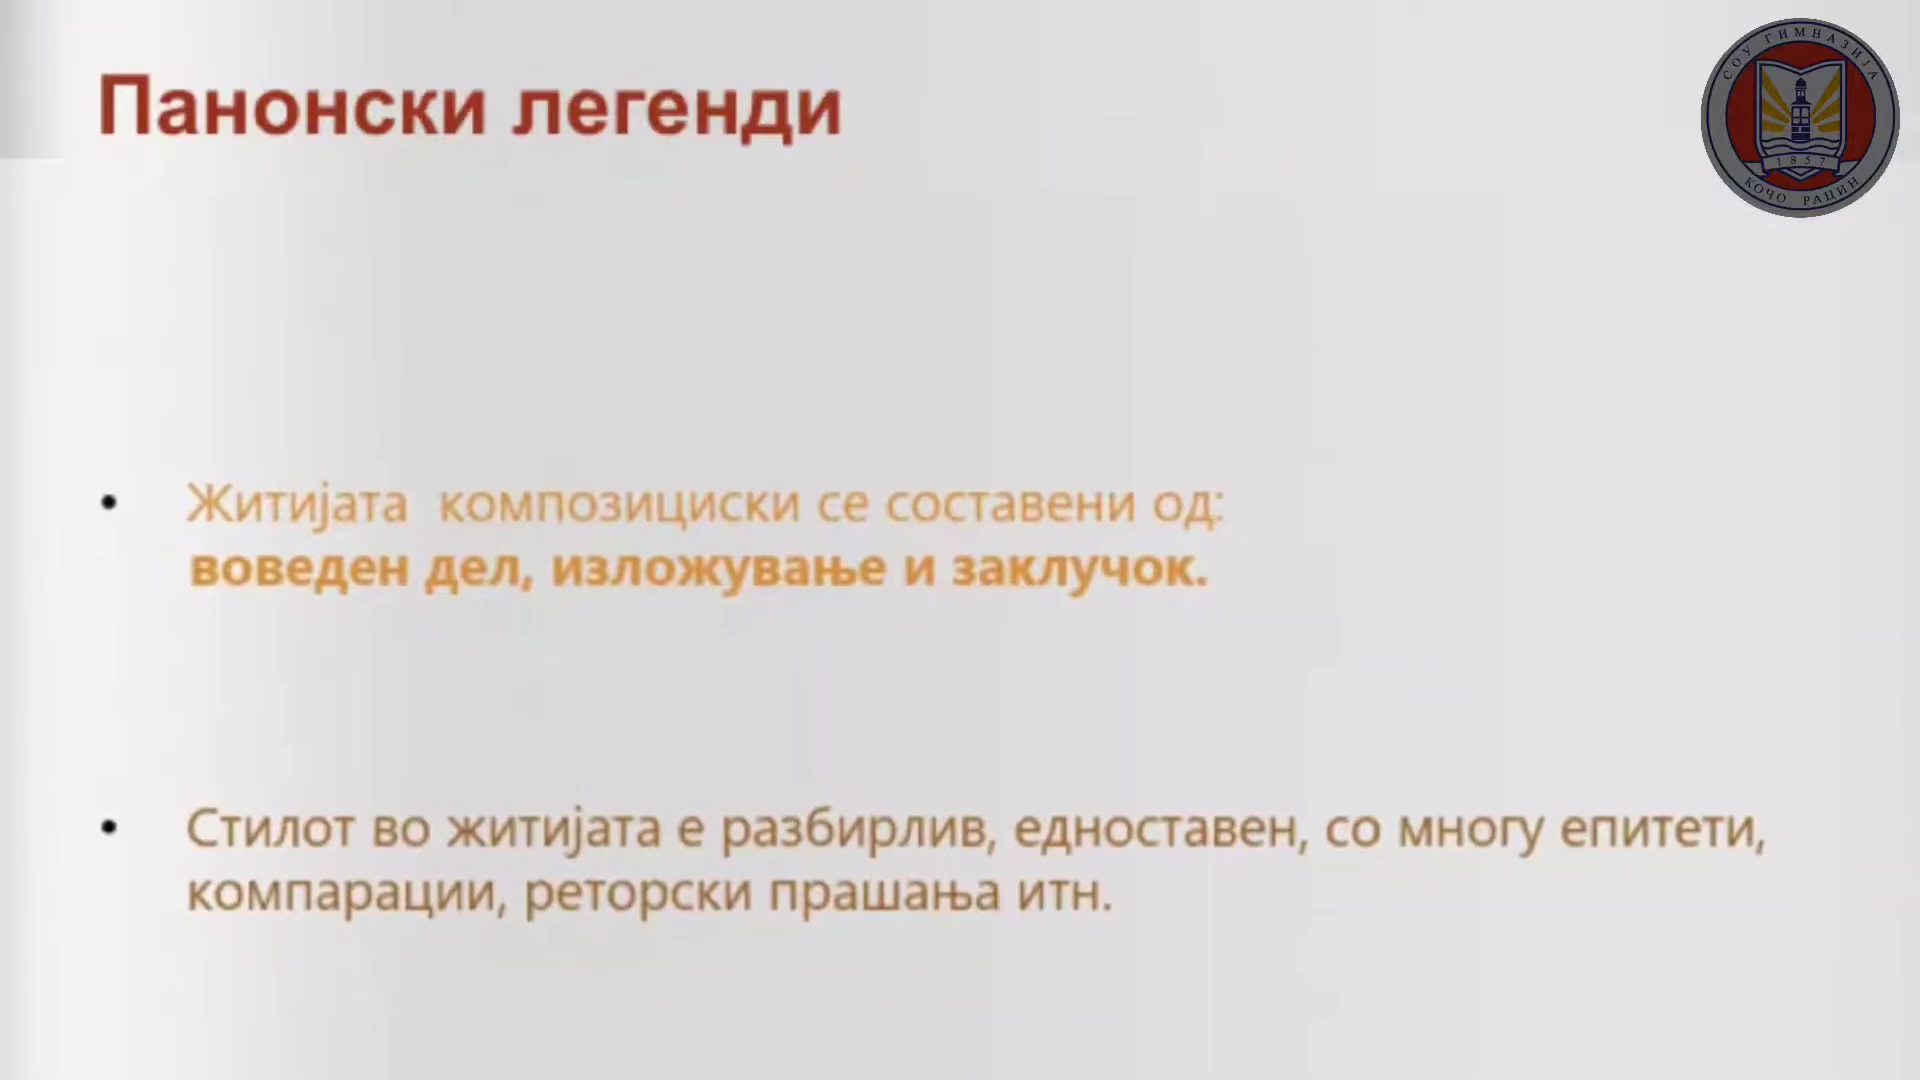 Панонски легенди
СОУ ГИМНАЗИЈА
1857
КОЧО РАЦИН
• Житијата композициски се составени од:
воведен дел, изложување и заклучок.
• Стилот во житијата е разбирлив, едноставен, со многу епитети,
компарации, реторски прашања итн.